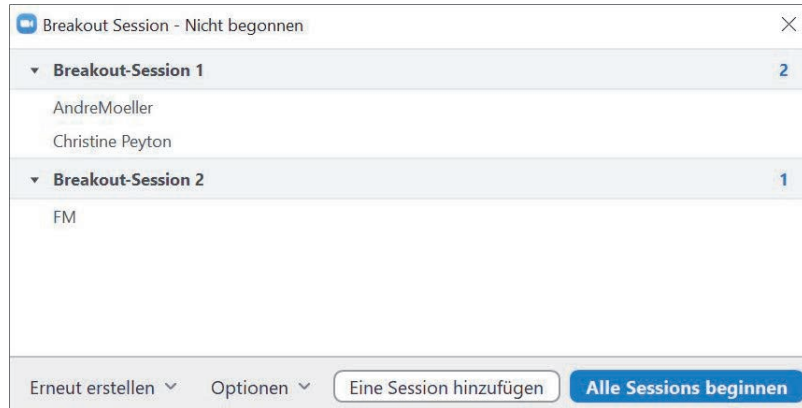 Breakout Session - Nicht begonnen
Breakout-Session 1 2
AndreMoeller
Christine Peyton
Breakout-Session 2 1
FM
Erneut erstellen Optionen Eine Session hinzufügen Alle Sessions beginnen